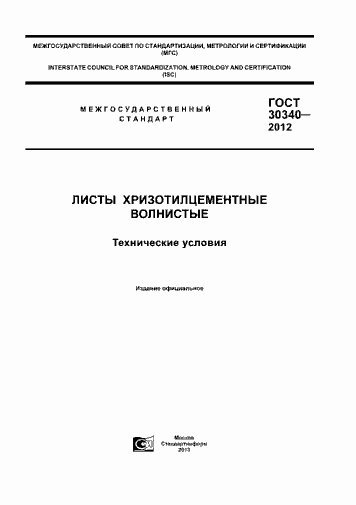 МЕЖГОСУДАРСТВЕННЫЙ СОВЕТ ПО СТАНДАРТИЗАЦИИ, МЕТРОЛОГИИ И СЕРТИФИКАЦИИ
(МГС)
INTERSTATE COUNCIL FOR STANDARDIZATION, METROLOGY AND CERTIFICATION
(ISC)
МЕЖГОСУДАРСТВЕННЫЙ
СТАНДАРТ
ГОСТ
30340—
2012
ЛИСТЫ ХРИЗОТИЛЦЕМЕНТНЫЕ
ВОЛНИСТЫЕ
Технические условия
Издание официальное
Москва
Стандартинформ
2013